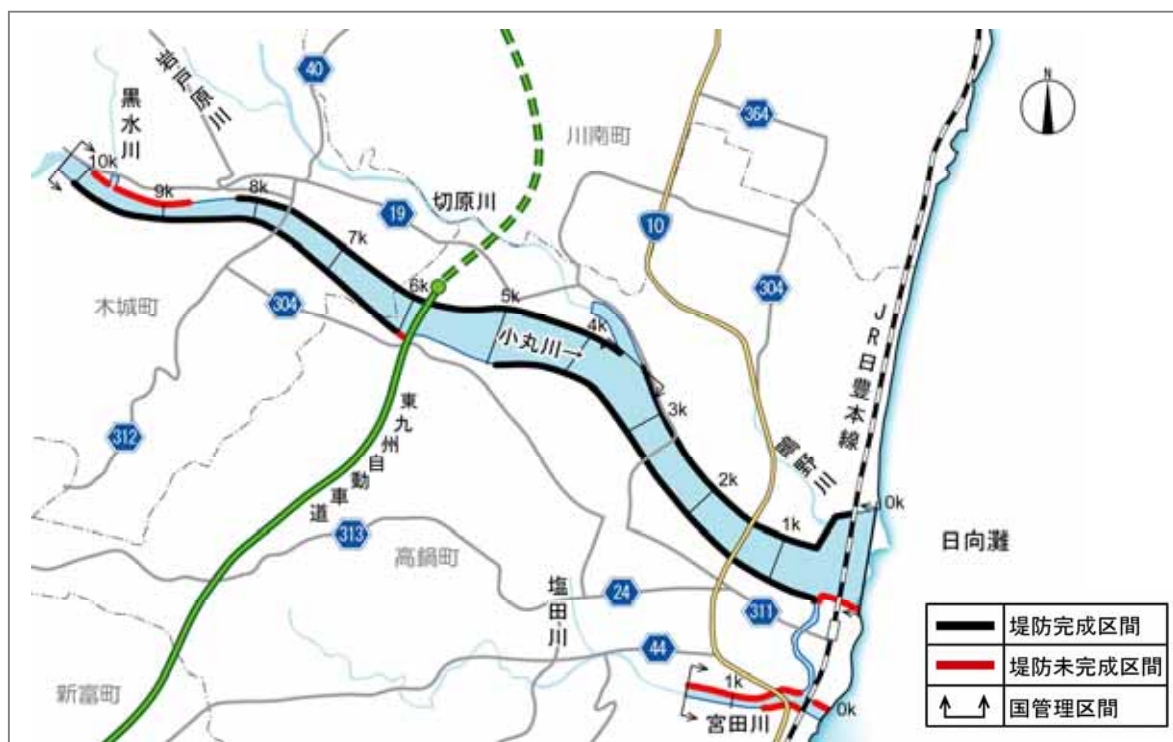 N
黒水川
岩戸原川
40
川南町
364
10k
9k
8k
切原川
19
10
7k
6k
5k
4k
木城町
304
304
小丸川→
JR日豊本線
312
東九州自動車道
3k
2k
1k
0k
日向灘
313
高鍋町
塩田川
24
311
44
新富町
1k
宮田川
0k
堤防完成区間
堤防未完成区間
国管理区間